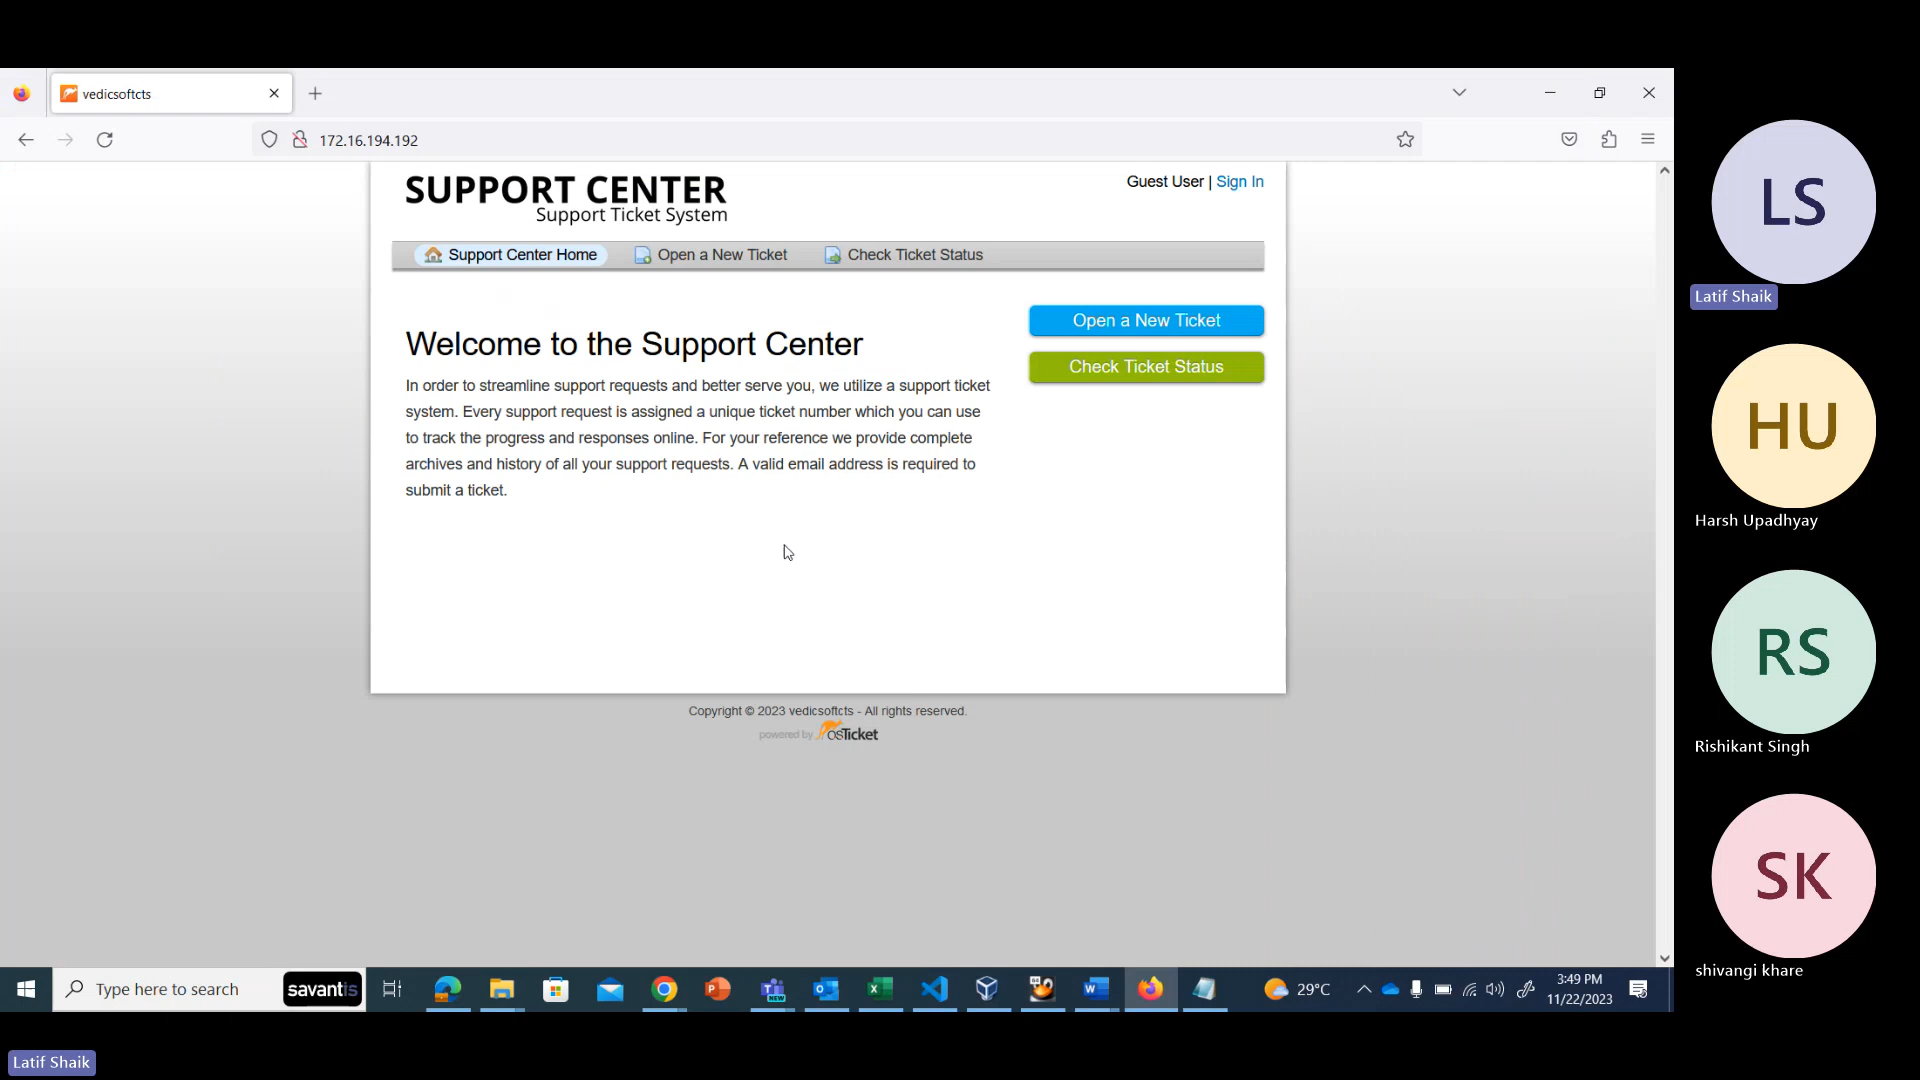 vedicsoftcts
172.16.194.192
SUPPORT CENTER
Support Ticket System
Guest User | Sign In
Support Center Home
Open a New Ticket
Check Ticket Status
Open a New Ticket
Check Ticket Status
Welcome to the Support Center
In order to streamline support requests and better serve you, we utilize a support ticket
system. Every support request is assigned a unique ticket number which you can use
to track the progress and responses online. For your reference we provide complete
archives and history of all your support requests. A valid email address is required to
submit a ticket.
Copyright © 2023 vedicsoftcts - All rights reserved.
powered by osTicket
LS
Latif Shaik
HU
Harsh Upadhyay
RS
Rishikant Singh
SK
shivangi khare
Type here to search
savantis
NEW
29°C
3:49 PM
11/22/2023
Latif Shaik